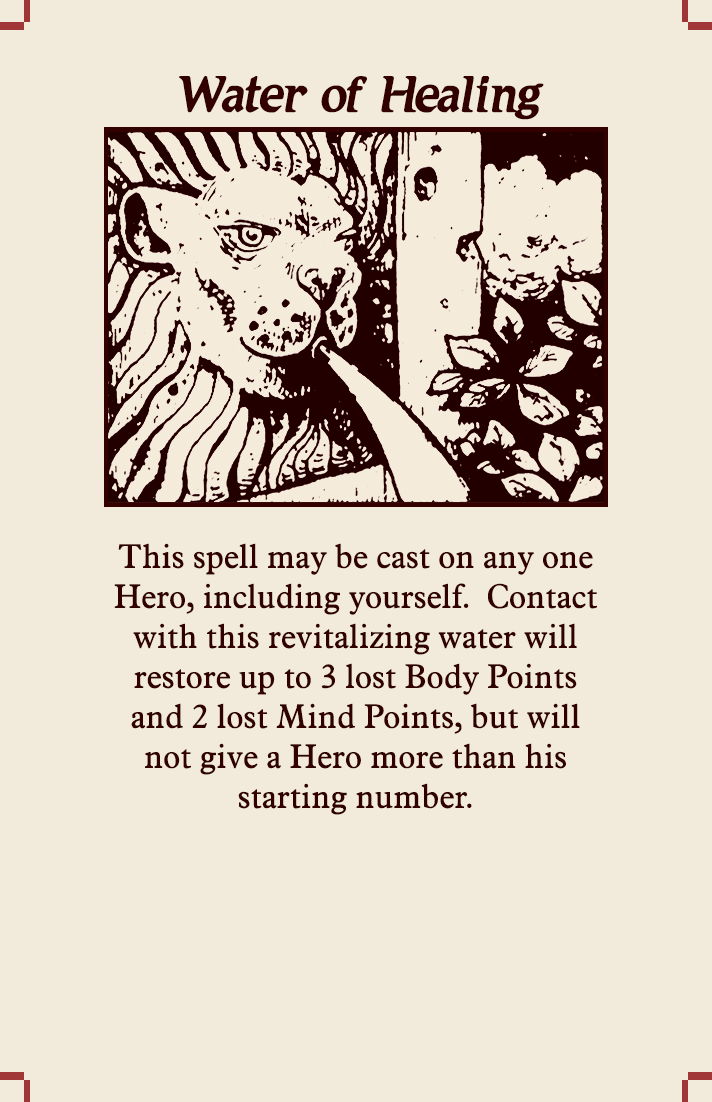 Water of Healing
This spell may be cast on any one
Hero, including yourself.  Contact
with this revitalizing water will
restore up to 3 lost Body Points
and 2 lost Mind Points, but will
not give a Hero more than his
starting number.